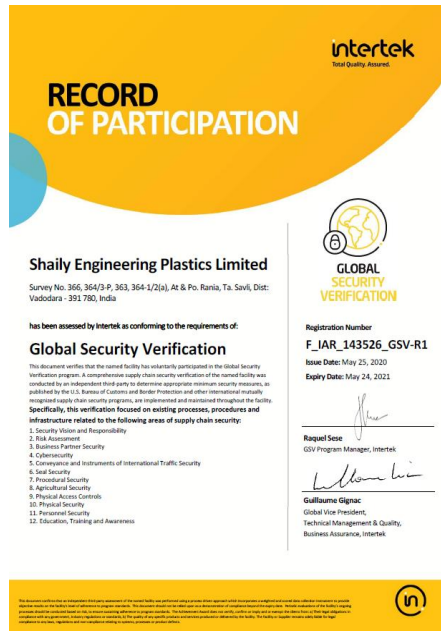 intertek
Total Quality. Assured.
RECORD
OF PARTICIPATION
GLOBAL
SECURITY
VERIFICATION
Shaily Engineering Plastics Limited
Survey No. 366, 364/3-P, 363, 364-1/2(a), At & Po. Rania, Ta. Savli, Dist:
Vadodara - 391 780, India
has been assessed by Intertek as conforming to the requirements of:
Global Security Verification
This document verifies that the named facility has voluntarily participated in the Global Security
Verification program. A comprehensive supply chain security verification of the named facility was
conducted by an independent third-party to determine appropriate minimum security measures, as
published by the U.S. Bureau of Customs and Border Protection and other international mutually
recognized supply chain security programs, are implemented and maintained throughout the facility.
Specifically, this verification focused on existing processes, procedures and
infrastructure related to the following areas of supply chain security:
1. Security Vision and Responsibility
2. Risk Assessment
3. Business Partner Security
4. Cybersecurity
5. Conveyance and Instruments of International Traffic Security
6. Seal Security
7. Procedural Security
8. Agricultural Security
9. Physical Access Controls
10. Physical Security
11. Personnel Security
12. Education, Training and Awareness
Registration Number
F_IAR_143526_GSV-R1
Issue Date: May 25, 2020
Expiry Date: May 24, 2021
Raquel Sese
GSV Program Manager, Intertek
Guillaume Gignac
Global Vice President,
Technical Management & Quality,
Business Assurance, Intertek
in